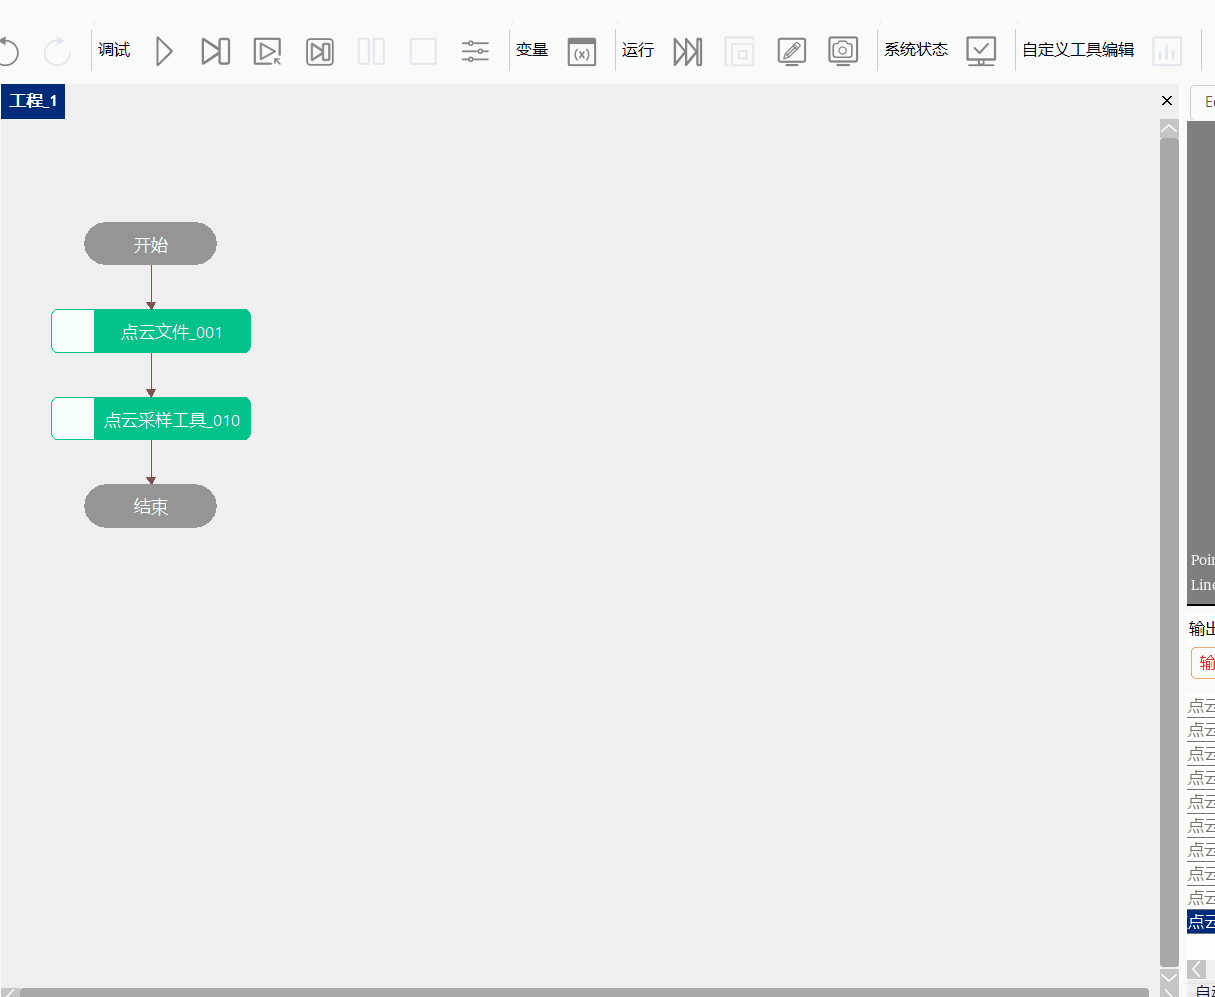 调试
变量
(x)
运行
系统状态
自定义工具编辑
工程_1
开始
点云文件_001
点云采样工具_010
结束
输出
输
点云
点云
点云
点云
点云
点云
点云
点云
点云
点云
自动